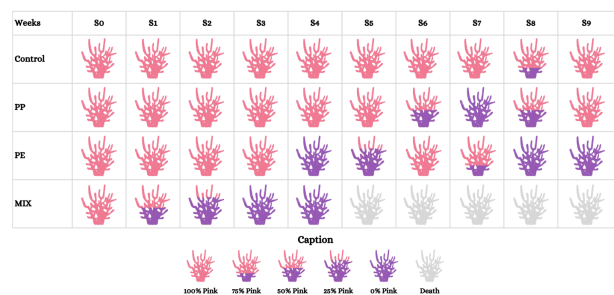 Weeks S0 S1 S2 S3 S4 S5 S6 S7 S8 S9
Control
PP
PE
MIX
Caption
100% Pink 75% Pink 50% Pink 25% Pink 0% Pink Death